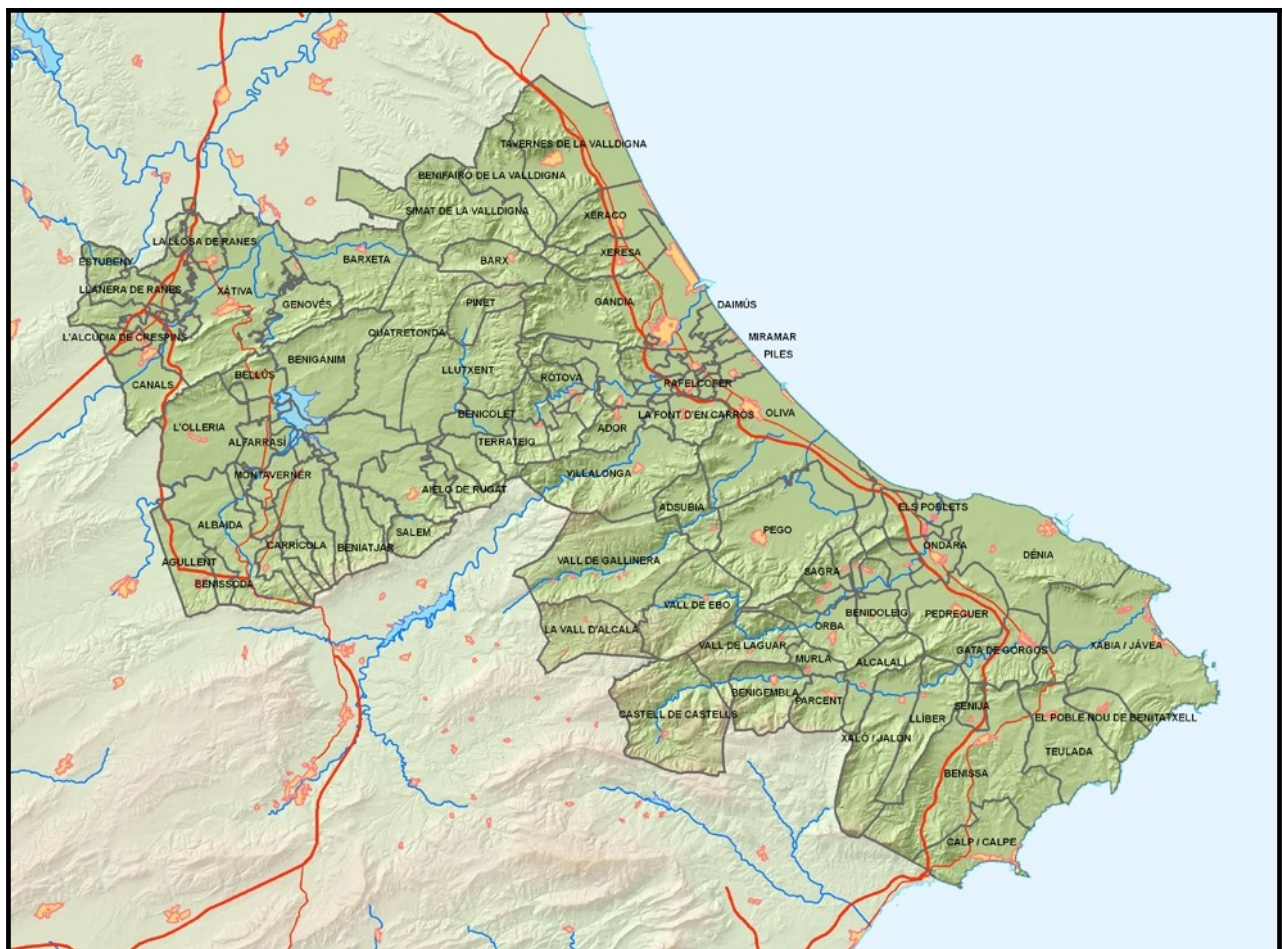 TAVERNES DE LA VALLDIGNA
BENIFAIRÓ DE LA VALLDIGNA
SIMAT DE LA VALLDIGNA
XERACO
LA LLOSA DE RANES
ESTUBENY
BARXETA
BARX
XERESA
LLANERA DE RANES
XÀTIVA
GENOVÉS
PINET
GANDIA
DAIMÚS
L'ALCÚDIA DE CRESPINS
QUATRETONDA
MIRAMAR
PILES
BENIGÀNIM
CANALS
BELLÚS
LLUTXENT
RÓTOVA
RAFELCOFER
L'OLLERIA
BENICOLET
LA FONT D'EN CARRÒS
OLIVA
ALFARRASÍ
TERRATEIG
ADOR
MONTAVERNER
VILLALONGA
AIELO DE RUGAT
ADSUBIA
ELS POBLETS
ALBAIDA
SALEM
PEGO
CARRÍCOLA
BENIATJAR
ONDARA
DÉNIA
AGULLENT
VALL DE GALLINERA
BENISSODA
SAGRA
VALL DE EBO
BENIDOLEIG
PEDREGUER
LA VALL D'ALCALÀ
ORBA
VALL DE LAGUAR
XÀBIA / JÁVEA
MURLA
ALCALALÍ
GATA DE GORGOS
BENIGEMBLA
PARCENT
CASTELL DE CASTELLS
SENIJA
LLÍBER
EL POBLE NOU DE BENITATXELL
XALÓ / JALÓN
TEULADA
BENISSA
CALP / CALPE